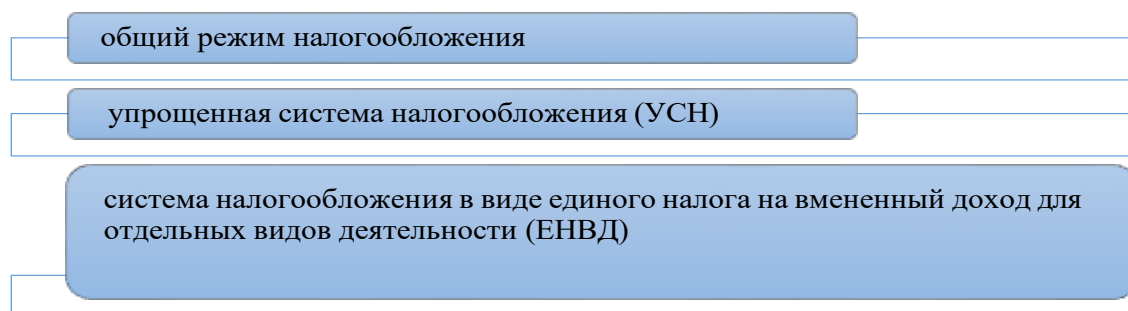 общий режим налогообложения
упрощенная система налогообложения (УСН)
система налогообложения в виде единого налога на вмененный доход для
отдельных видов деятельности (ЕНВД)